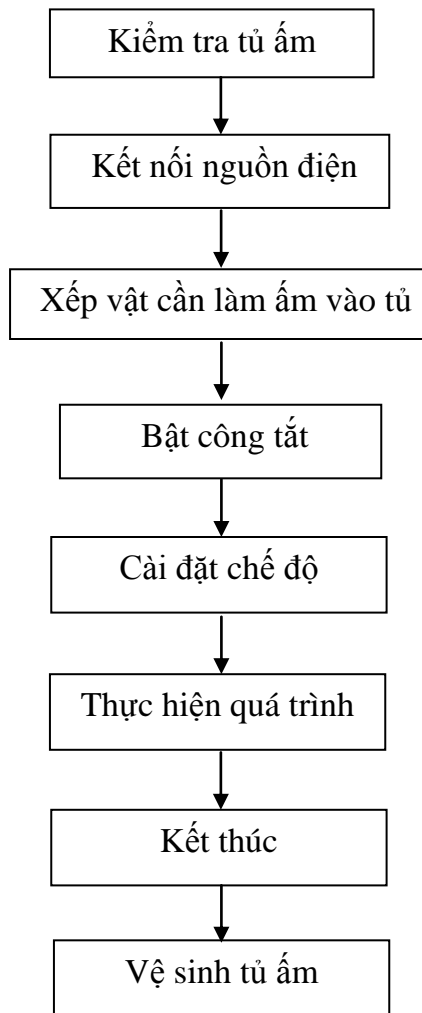 Kiểm tra tủ ấm
Kết nối nguồn điện
Xếp vật cần làm ấm vào tủ
Bật công tắt
Cài đặt chế độ
Thực hiện quá trình
Kết thúc
Vệ sinh tủ ấm